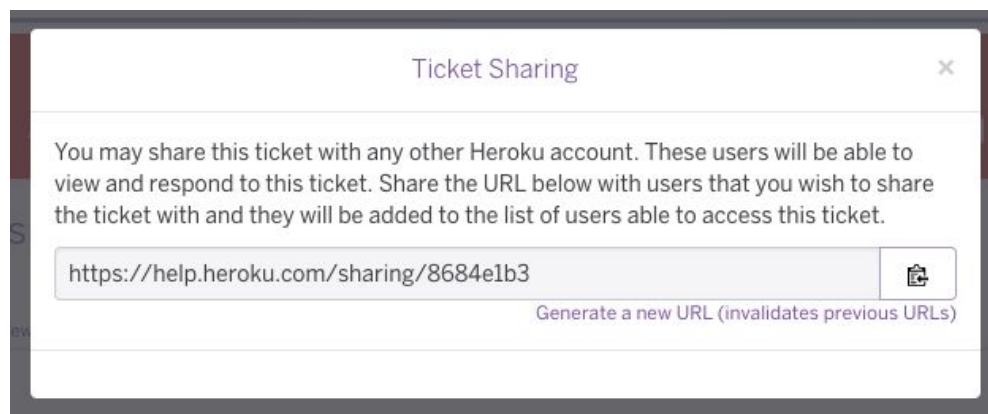 Ticket Sharing
×
You may share this ticket with any other Heroku account. These users will be able to
view and respond to this ticket. Share the URL below with users that you wish to share
the ticket with and they will be added to the list of users able to access this ticket.
https://help.heroku.com/sharing/8684e1b3
Generate a new URL (invalidates previous URLs)